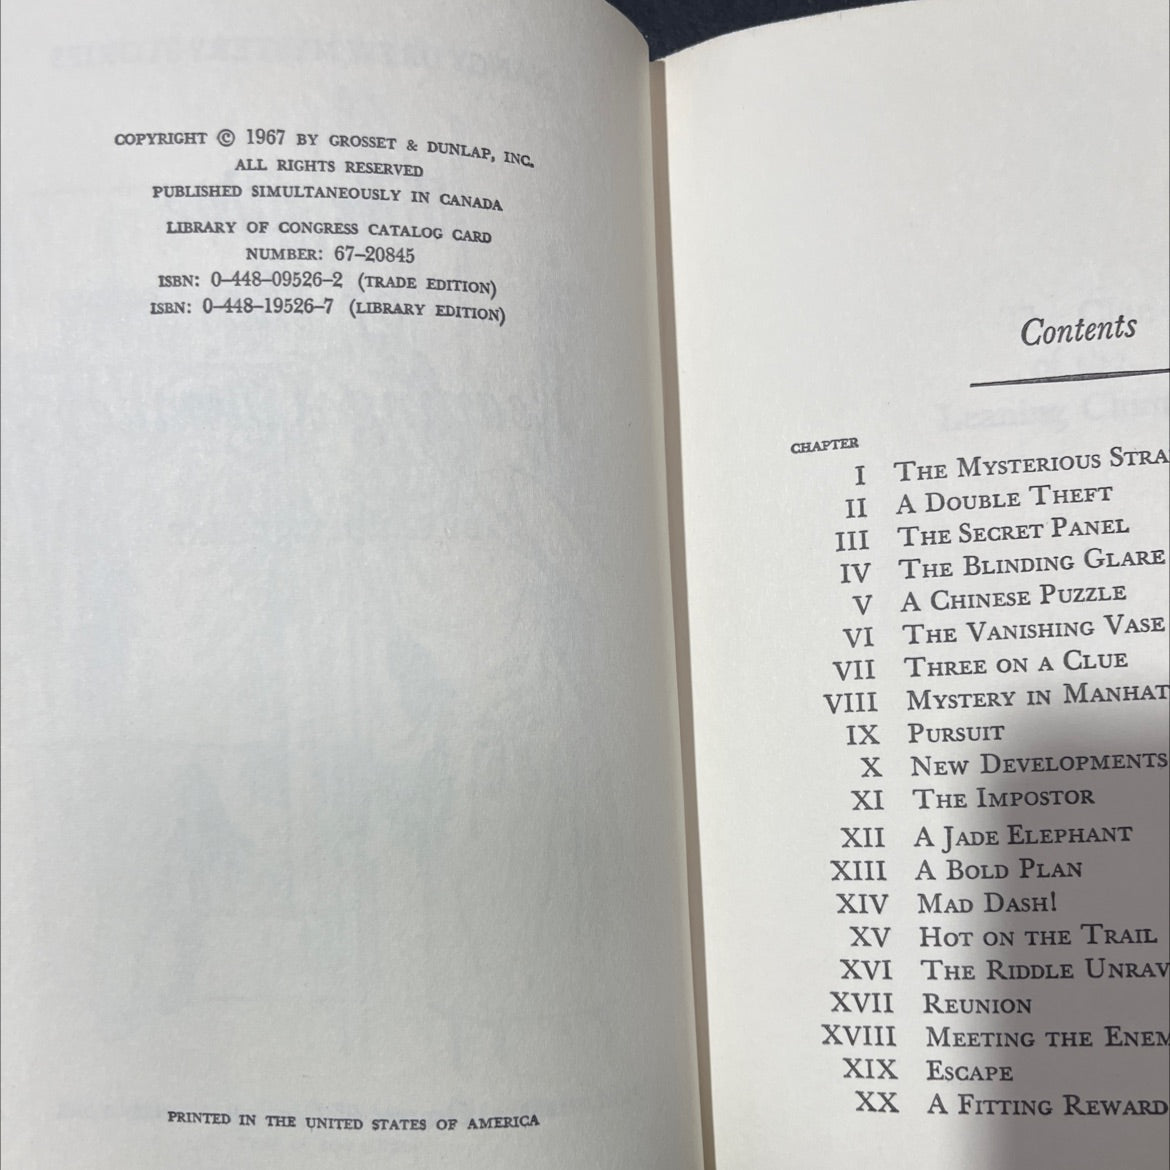 COPYRIGHT © 1967 BY GROSSET & DUNLAP, INC.
ALL RIGHTS RESERVED
PUBLISHED SIMULTANEOUSLY IN CANADA
LIBRARY OF CONGRESS CATALOG CARD
NUMBER: 67-20845
ISBN: 0-448-09526-2 (TRADE EDITION)
ISBN: 0-448-19526-7 (LIBRARY EDITION)
PRINTED IN THE UNITED STATES OF AMERICA
Contents
CHAPTER
I THE MYSTERIOUS STRA
II A DOUBLE THEFT
III THE SECRET PANEL
IV THE BLINDING GLARE
V A CHINESE PUZZLE
VI THE VANISHING VASE
VII THREE ON A CLUE
VIII MYSTERY IN MANHAT
IX PURSUIT
X NEW DEVELOPMENTS
XI THE IMPOSTOR
XII A JADE ELEPHANT
XIII A BOLD PLAN
XIV MAD DASH!
XV HOT ON THE TRAIL
XVI THE RIDDLE UNRAV
XVII REUNION
XVIII MEETING THE ENEM
XIX ESCAPE
XX A FITTING REWARD